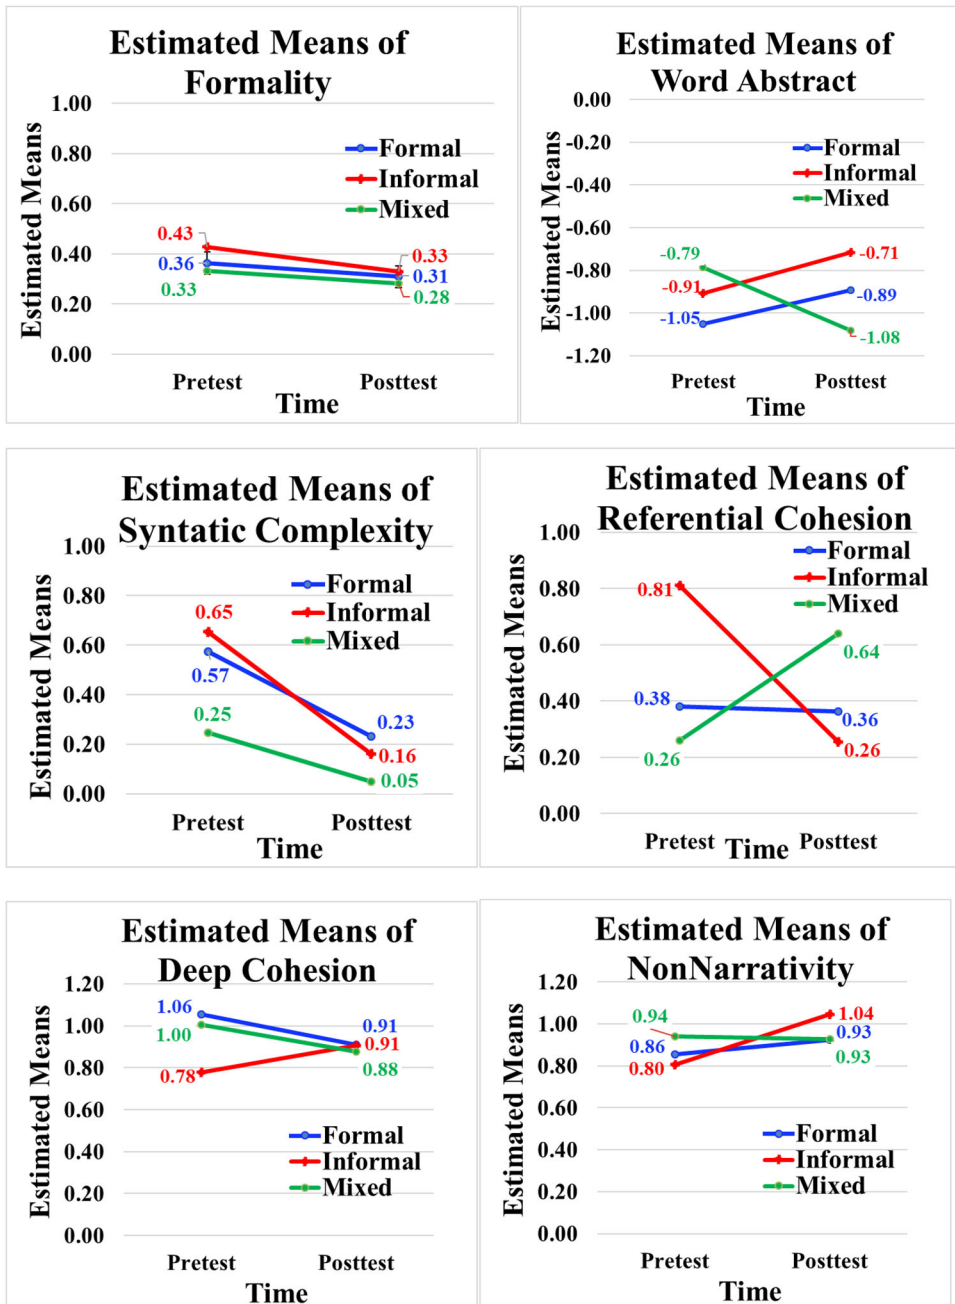 Estimated Means of
Formality
1.00
0.80
0.60
0.40
0.20
0.00
Estimated Means
Formal
Informal
Mixed
0.43
0.36
0.33
0.33
0.31
0.28
Pretest
Posttest
Time
Estimated Means of
Word Abstract
0.00
-0.20
-0.40
-0.60
-0.80
-1.00
-1.20
Estimated Means
Formal
Informal
Mixed
-0.79
-0.91
-1.05
-0.71
-0.89
-1.08
Pretest
Posttest
Time
Estimated Means of
Syntatic Complexity
1.00
0.80
0.60
0.40
0.20
0.00
Estimated Means
Formal
Informal
Mixed
0.65
0.57
0.25
0.23
0.16
0.05
Pretest
Posttest
Time
Estimated Means of
Referential Cohesion
1.00
0.80
0.60
0.40
0.20
0.00
Estimated Means
Formal
Informal
Mixed
0.81
0.38
0.26
0.64
0.36
0.26
Pretest
Posttest
Time
Estimated Means of
Deep Cohesion
1.20
1.00
0.80
0.60
0.40
0.20
0.00
Estimated Means
1.06
1.00
0.78
0.91
0.91
0.88
Formal
Informal
Mixed
Pretest
Posttest
Time
Estimated Means of
NonNarrativity
1.20
1.00
0.80
0.60
0.40
0.20
0.00
Estimated Means
0.94
0.86
0.80
1.04
0.93
0.93
Formal
Informal
Mixed
Pretest
Posttest
Time